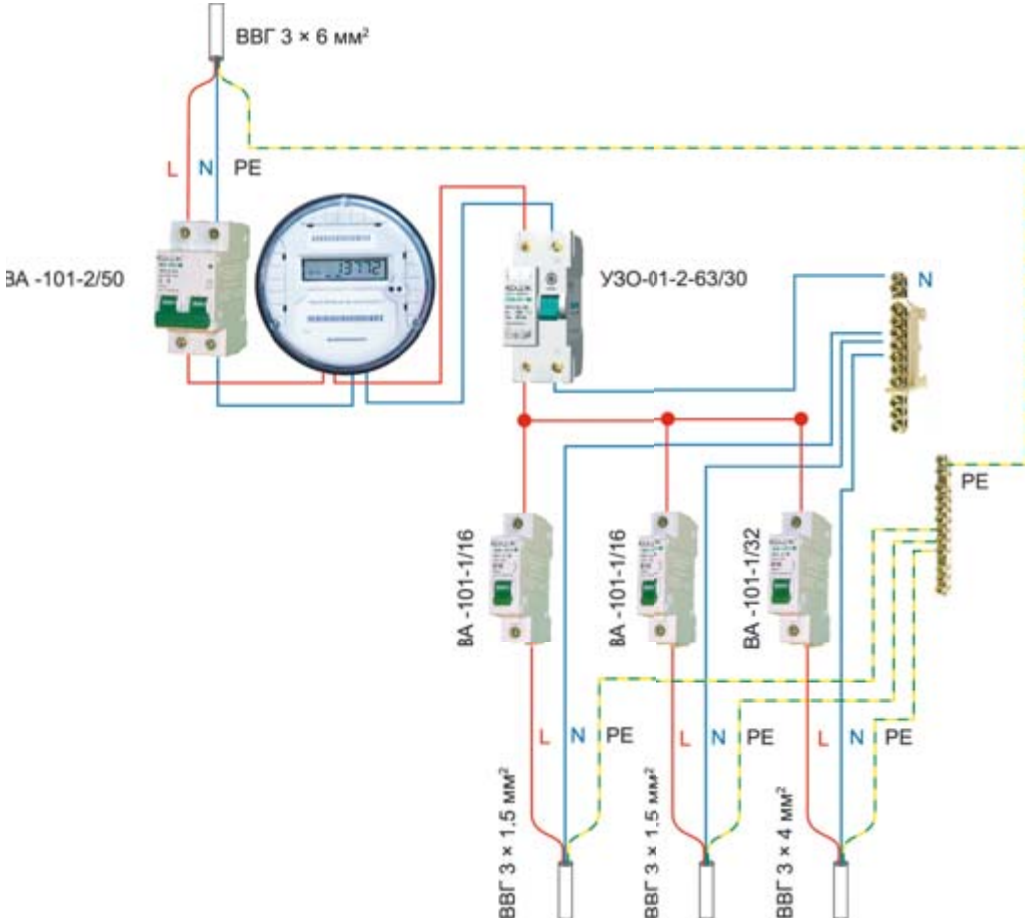 ВВГ 3 × 6 мм²
L N PE
13772
ВА -101-2/50
УЗО-01-2-63/30
N
PE
ВА -101-1/16
ВА -101-1/16
ВА -101-1/32
L N PE
L N PE
L N PE
ВВГ 3 × 1.5 мм²
ВВГ 3 × 1.5 мм²
ВВГ 3 × 4 мм²